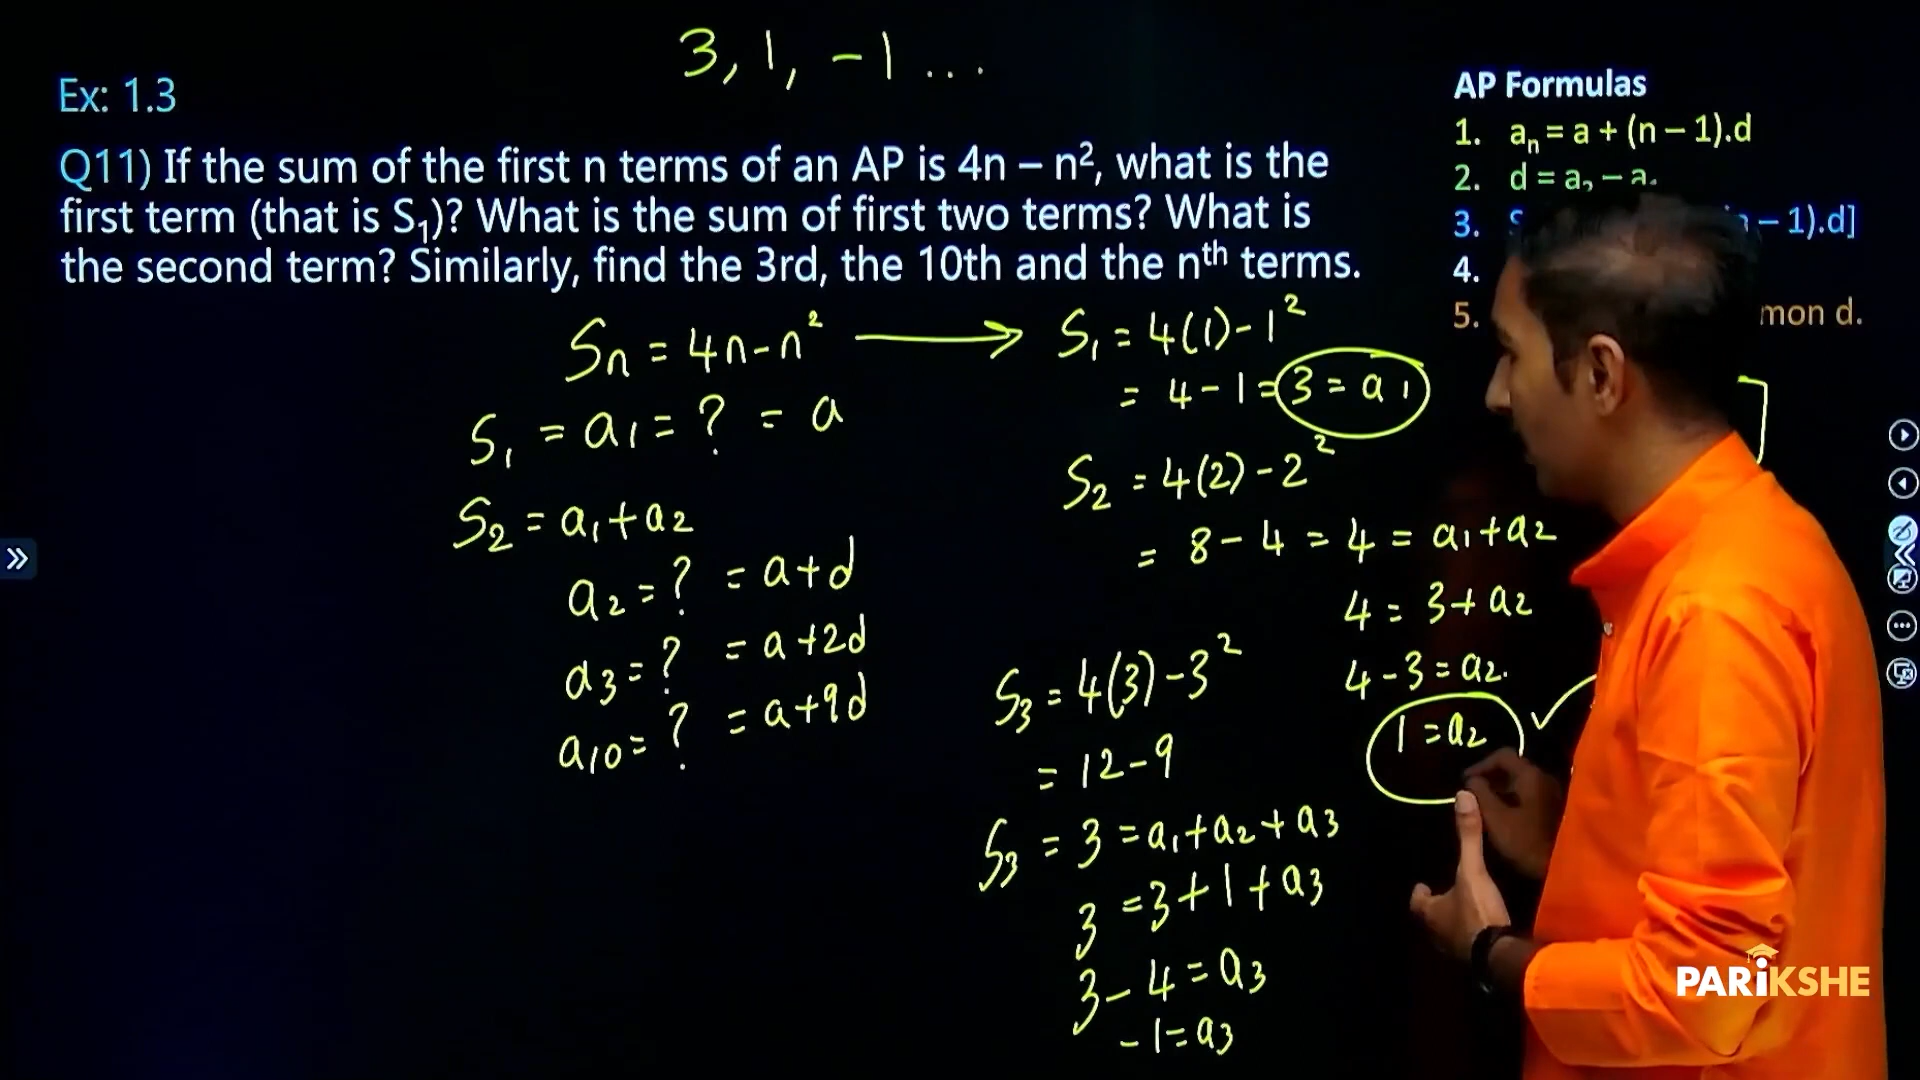 3, 1, -1 ...
Ex: 1.3
Q11) If the sum of the first n terms of an AP is 4n – n², what is the
first term (that is S₁)? What is the sum of first two terms? What is
the second term? Similarly, find the 3rd, the 10th and the nᵗʰ terms.
AP Formulas
1. aₙ = a + (n – 1).d
2. d = a₂ – a
3. S – 1).d]
4.
5. mon d.
Sn = 4n-n²
S₁ = a₁ = ? = a
S₂ = a₁+a₂
a₂ = ? = a+d
a₃ = ? = a+2d
a₁₀ = ? = a+9d
S₁ = 4(1)-1²
= 4-1 = 3 = a₁
S₂ = 4(2)-2²
= 8-4 = 4 = a₁+a₂
4 = 3+a₂
4-3 = a₂.
1 = a₂
S₃ = 4(3)-3²
= 12-9
S₃ = 3 = a₁+a₂+a₃
3 = 3+1+a₃
3-4 = a₃
-1 = a₃
PARiKSHE